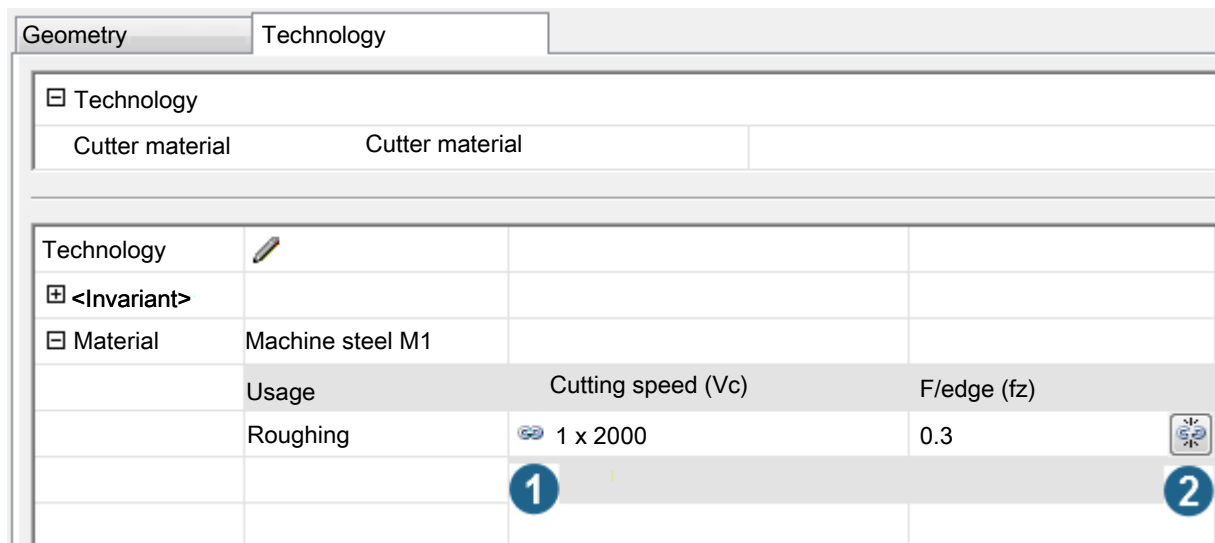 Geometry Technology
Technology
Cutter material Cutter material
Technology
<Invariant>
Material Machine steel M1
Usage Cutting speed (Vc) F/edge (fz)
Roughing 1 x 2000 0.3
1 2